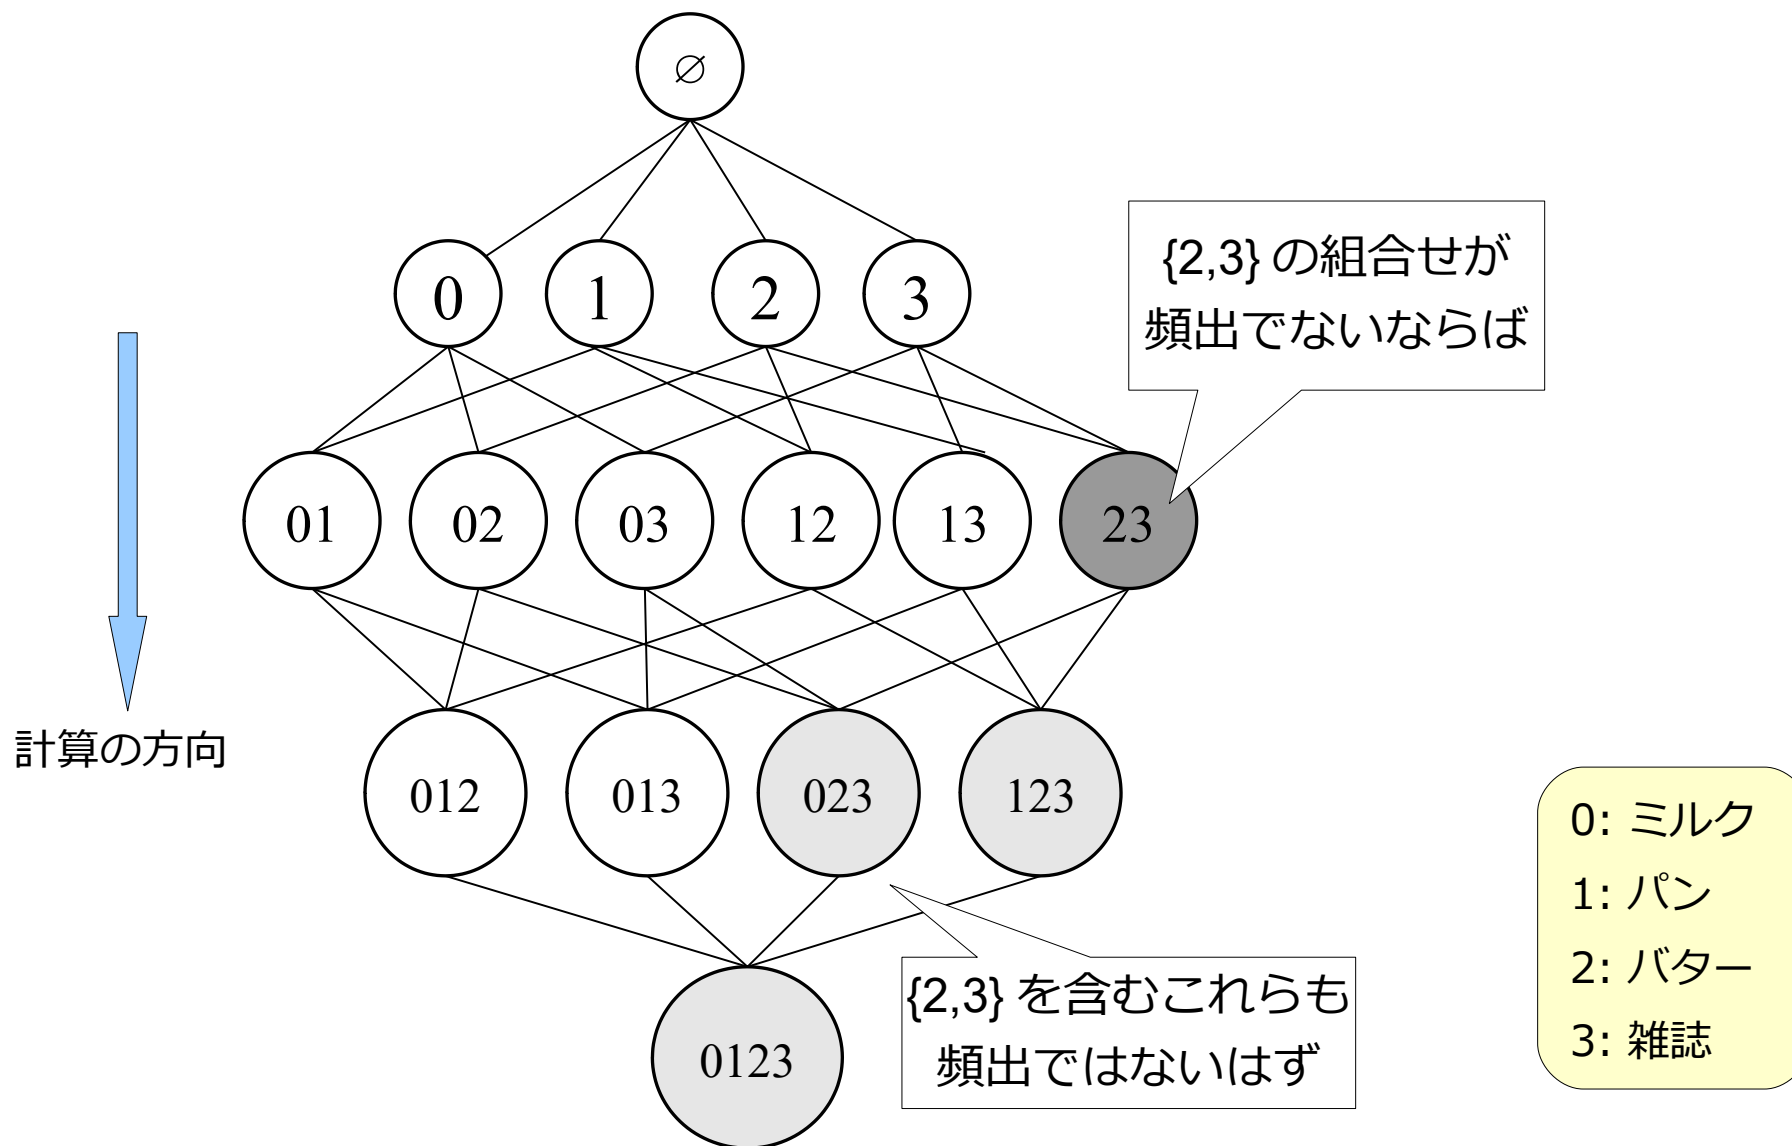 ∅
0 1 2 3
{2,3} の組合せが
頻出でないならば
01 02 03 12 13 23
計算の方向
012 013 023 123
{2,3} を含むこれらも
頻出ではないはず
0123
0: ミルク
1: パン
2: バター
3: 雑誌